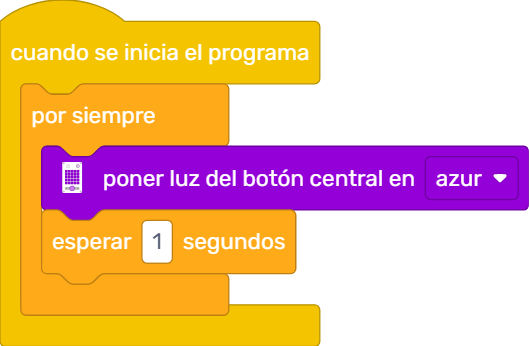 cuando se inicia el programa
por siempre
poner luz del botón central en azur
esperar 1 segundos